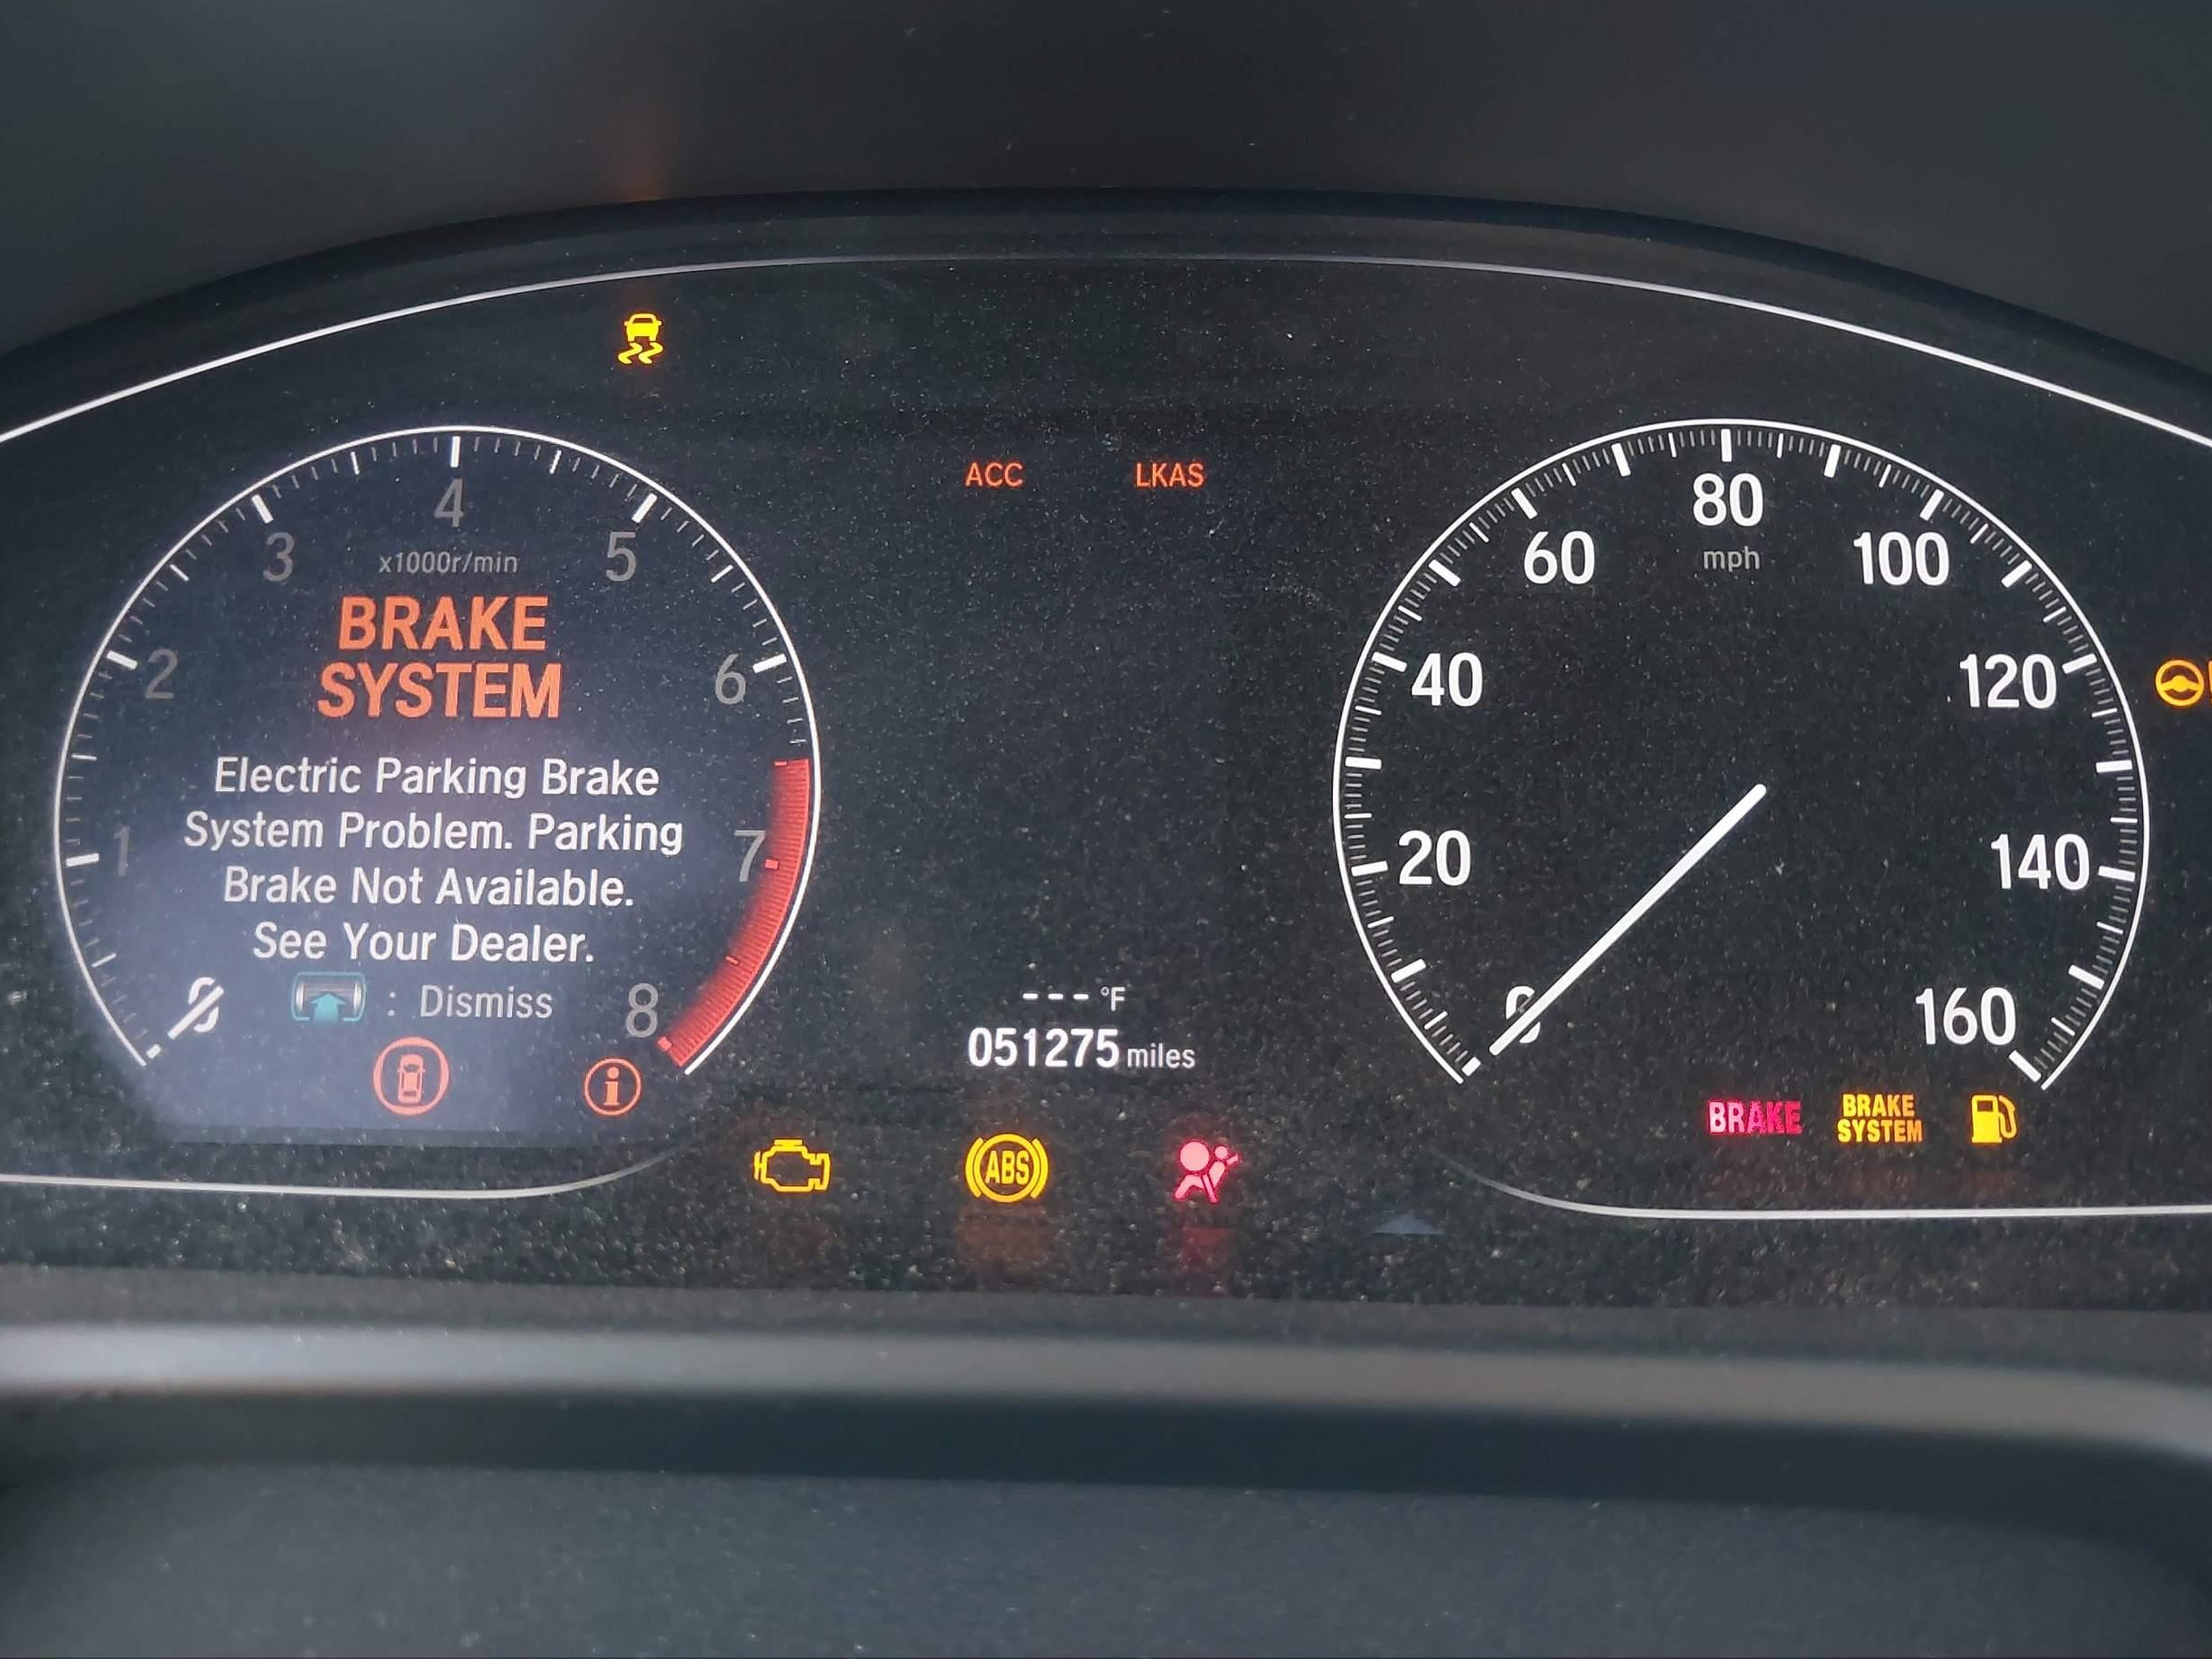 ACC LKAS
4
3 5
x1000r/min
2 6
1 7
0 8
BRAKE
SYSTEM
Electric Parking Brake
System Problem. Parking
Brake Not Available.
See Your Dealer.
: Dismiss
i
---°F
051275 miles
80
mph
60 100
40 120
20 140
0 160
ABS
BRAKE
BRAKE
SYSTEM